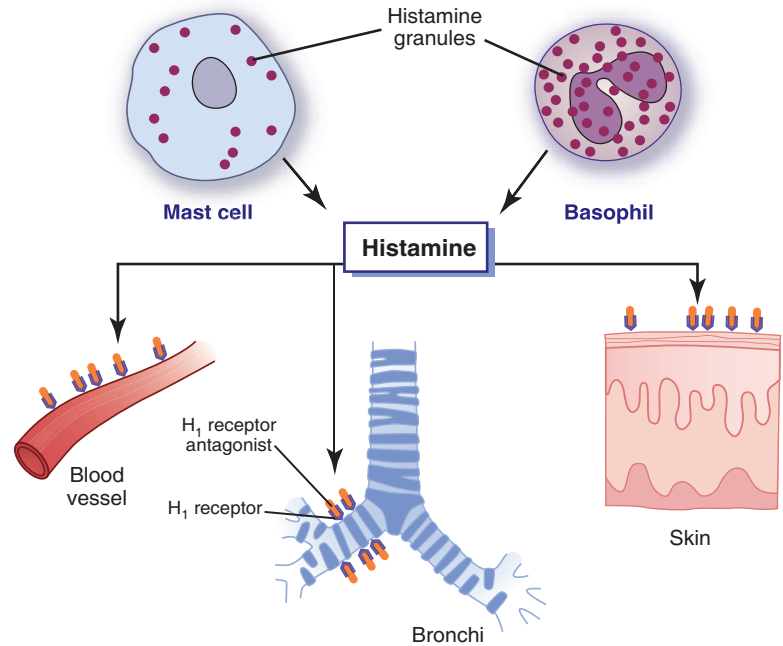 Histamine
granules
Mast cell
Basophil
Histamine
H₁ receptor
antagonist
H₁ receptor
Blood
vessel
Bronchi
Skin